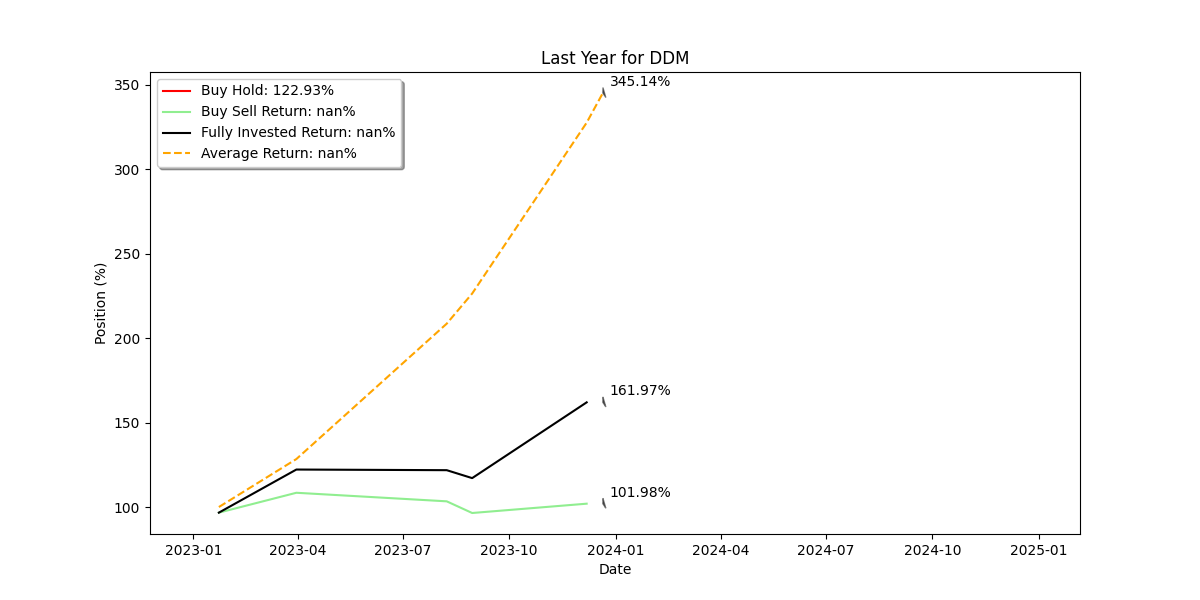 Last Year for DDM
Buy Hold: 122.93%
Buy Sell Return: nan%
Fully Invested Return: nan%
Average Return: nan%
345.14%
161.97%
101.98%
350
300
250
200
150
100
Position (%)
2023-01
2023-04
2023-07
2023-10
2024-01
2024-04
2024-07
2024-10
2025-01
Date